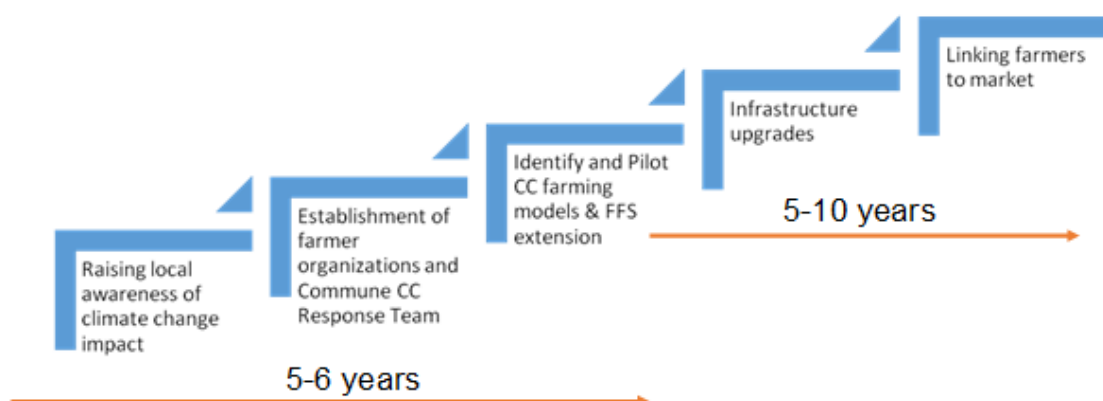 Raising local
awareness of
climate change
impact
Establishment of
farmer
organizations and
Commune CC
Response Team
Identify and Pilot
CC farming
models & FFS
extension
Infrastructure
upgrades
Linking farmers
to market
5-6 years
5-10 years